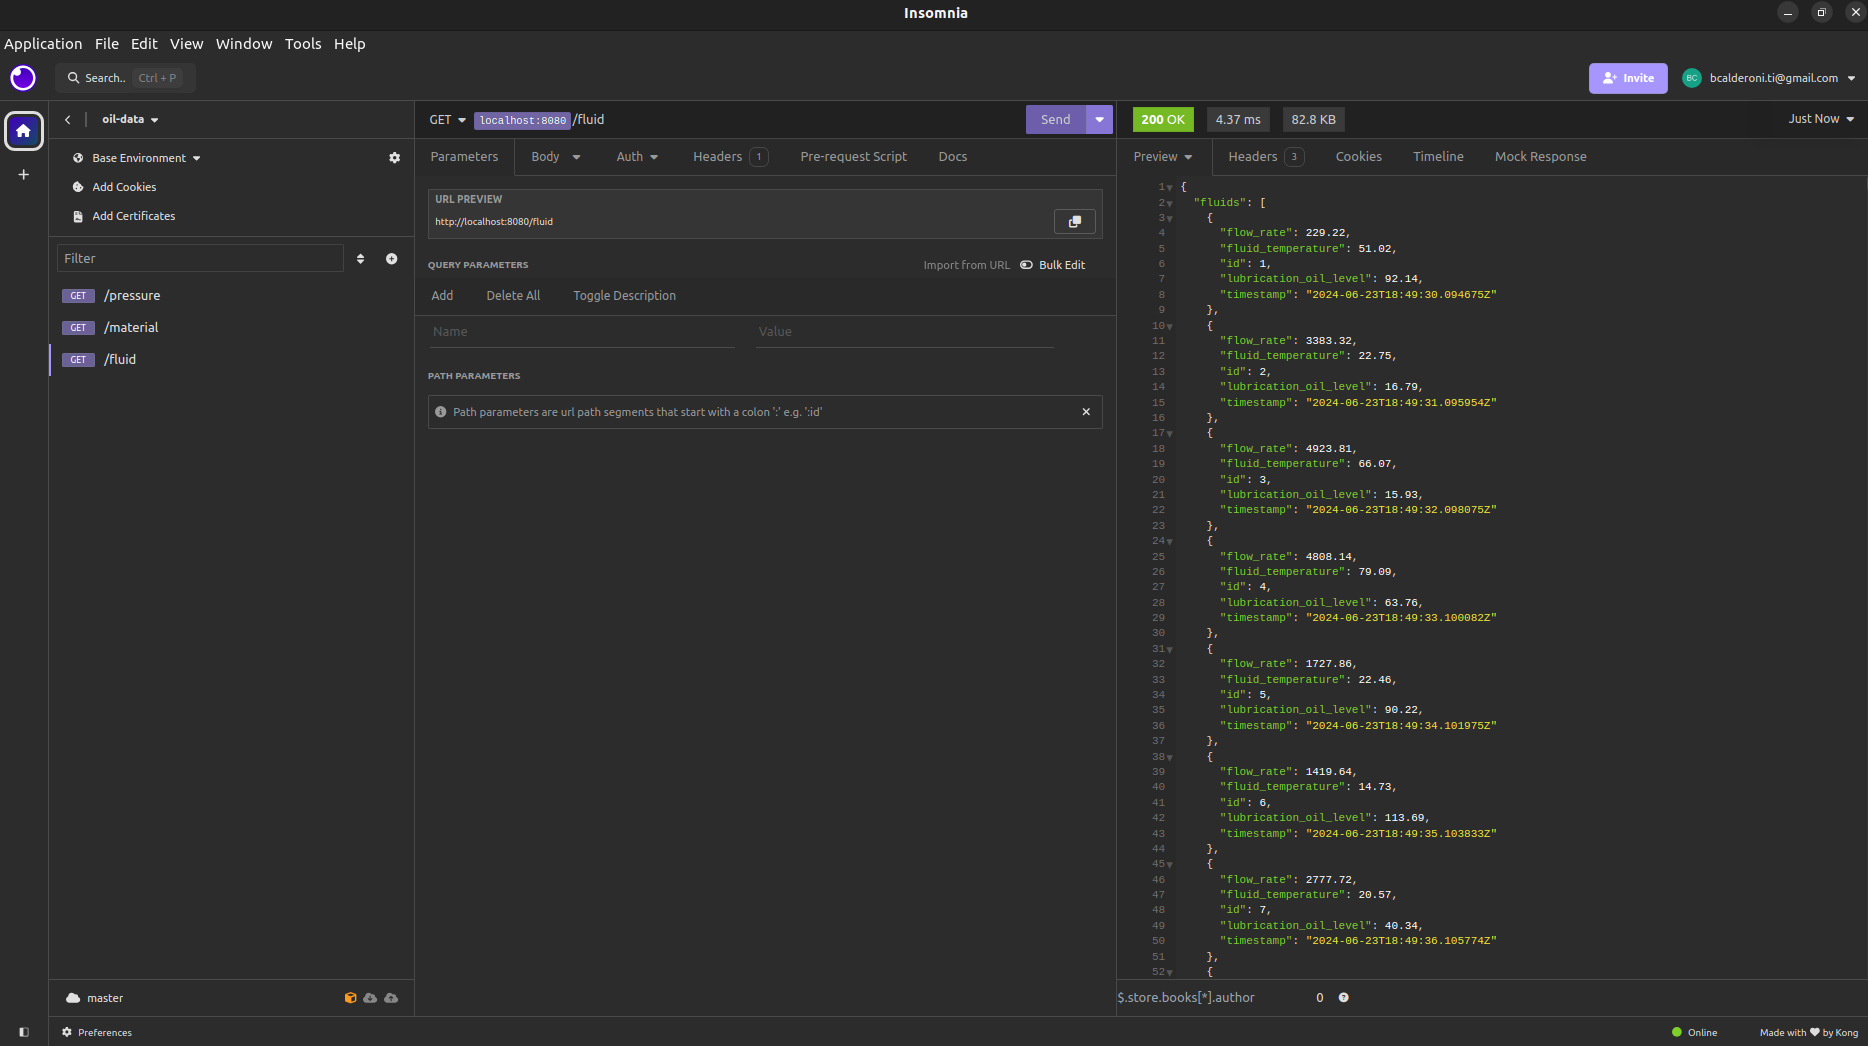 Insomnia
Application File Edit View Window Tools Help
Search.. Ctrl + P
Invite
BC bcalderoni.ti@gmail.com
oil-data
Base Environment
Add Cookies
Add Certificates
Filter
GET /pressure
GET /material
GET /fluid
master
GET localhost:8080 /fluid
Send
Parameters Body Auth Headers 1 Pre-request Script Docs
URL PREVIEW
http://localhost:8080/fluid
QUERY PARAMETERS
Import from URL Bulk Edit
Add Delete All Toggle Description
Name Value
PATH PARAMETERS
Path parameters are url path segments that start with a colon ':' e.g. ':id'
200 OK 4.37 ms 82.8 KB Just Now
Preview Headers 3 Cookies Timeline Mock Response
1 {
2 "fluids": [
3 {
4 "flow_rate": 229.22,
5 "fluid_temperature": 51.02,
6 "id": 1,
7 "lubrication_oil_level": 92.14,
8 "timestamp": "2024-06-23T18:49:30.094675Z"
9 },
10 {
11 "flow_rate": 3383.32,
12 "fluid_temperature": 22.75,
13 "id": 2,
14 "lubrication_oil_level": 16.79,
15 "timestamp": "2024-06-23T18:49:31.095954Z"
16 },
17 {
18 "flow_rate": 4923.81,
19 "fluid_temperature": 66.07,
20 "id": 3,
21 "lubrication_oil_level": 15.93,
22 "timestamp": "2024-06-23T18:49:32.098075Z"
23 },
24 {
25 "flow_rate": 4808.14,
26 "fluid_temperature": 79.09,
27 "id": 4,
28 "lubrication_oil_level": 63.76,
29 "timestamp": "2024-06-23T18:49:33.100082Z"
30 },
31 {
32 "flow_rate": 1727.86,
33 "fluid_temperature": 22.46,
34 "id": 5,
35 "lubrication_oil_level": 90.22,
36 "timestamp": "2024-06-23T18:49:34.101975Z"
37 },
38 {
39 "flow_rate": 1419.64,
40 "fluid_temperature": 14.73,
41 "id": 6,
42 "lubrication_oil_level": 113.69,
43 "timestamp": "2024-06-23T18:49:35.103833Z"
44 },
45 {
46 "flow_rate": 2777.72,
47 "fluid_temperature": 20.57,
48 "id": 7,
49 "lubrication_oil_level": 40.34,
50 "timestamp": "2024-06-23T18:49:36.105774Z"
51 },
52 {
$.store.books[*].author 0
Preferences
Online Made with ❤ by Kong